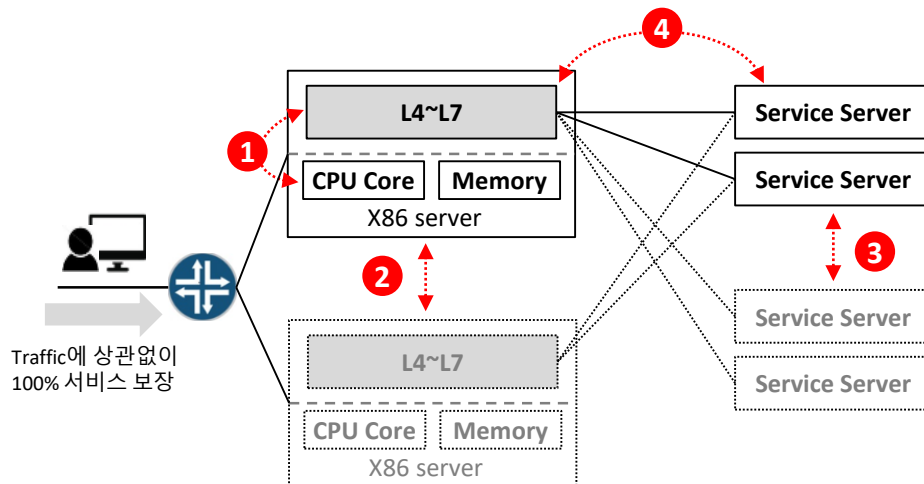 4
L4~L7
Service Server
1
CPU Core
Memory
Service Server
X86 server
2
3
Service Server
Traffic에 상관없이
100% 서비스 보장
L4~L7
Service Server
CPU Core
Memory
X86 server